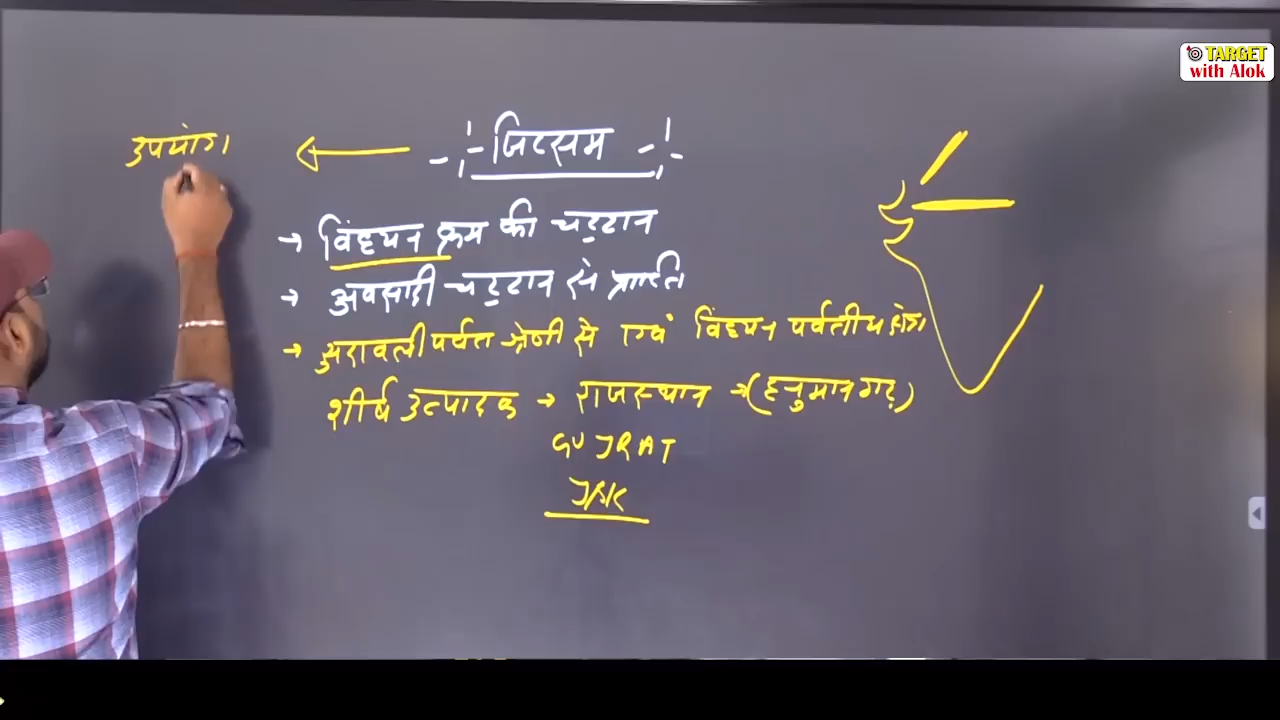 TARGET
with Alok
जिप्सम
उपयोग
→ विंध्यन क्रम की चट्टान
→ अवसादी चट्टान से प्राप्ति
→ अरावली पर्वत श्रेणी से एवं विंध्यन पर्वतीय क्षेत्र
शीर्ष उत्पादक → राजस्थान → (हनुमानगढ़)
GUJRAT
J&K